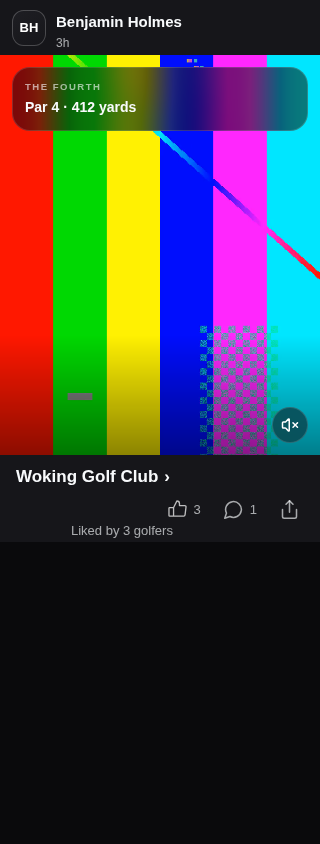 BH
Benjamin Holmes
3h
THE FOURTH
Par 4 · 412 yards
Woking Golf Club ›
3
1
Liked by 3 golfers